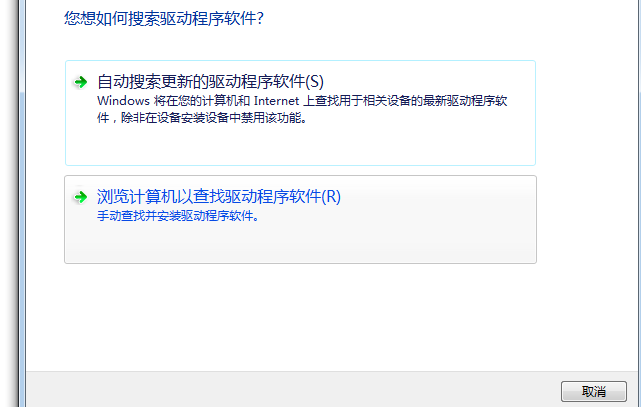 您想如何搜索驱动程序软件?
自动搜索更新的驱动程序软件(S)
Windows 将在您的计算机和 Internet 上查找用于相关设备的最新驱动程序软
件，除非在设备安装设备中禁用该功能。
浏览计算机以查找驱动程序软件(R)
手动查找并安装驱动程序软件。
取消